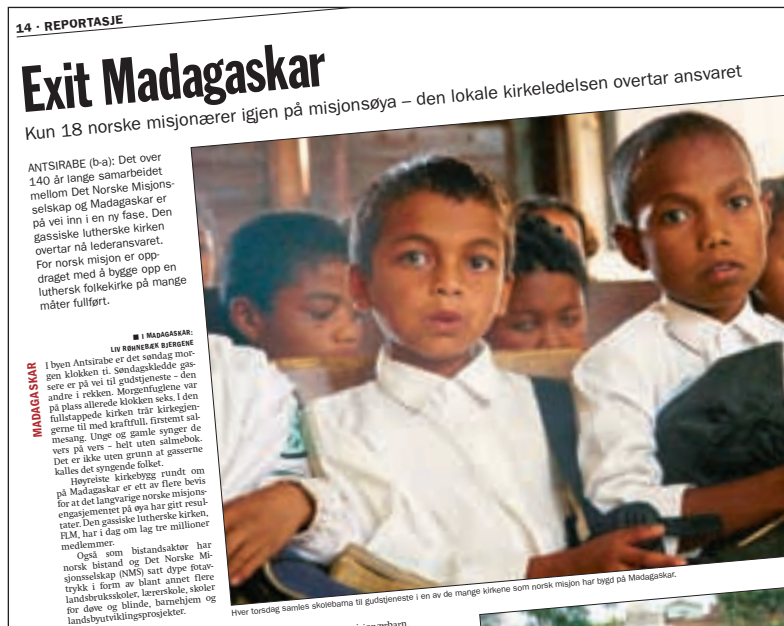 14 · REPORTASJE
Exit Madagaskar
Kun 18 norske misjonærer igjen på misjonsøya – den lokale kirkeledelsen overtar ansvaret
ANTSIRABE (b-a): Det over
140 år lange samarbeidet
mellom Det Norske Misjons-
selskap og Madagaskar er
på vei inn i en ny fase. Den
gassiske lutherske kirken
overtar nå lederansvaret.
For norsk misjon er opp-
draget med å bygge opp en
luthersk folkekirke på mange
måter fullført.
■ I MADAGASKAR:
LIV RØHNEBÆK BJERGENE
MADAGASKAR
I byen Antsirabe er det søndag mor-
gen klokken ti. Søndagskledde gas-
sere er på vei til gudstjeneste – den
andre i rekken. Morgenfuglene var
på plass allerede klokken seks. I den
fullstappede kirken trår kirkegjen-
gerne til med kraftfull, firstemt sal-
mesang. Unge og gamle synger de
vers på vers – helt uten salmebok.
Det er ikke uten grunn at gasserne
kalles det syngende folket.
Høyreiste kirkebygg rundt om
på Madagaskar er ett av flere bevis
for at det langvarige norske misjons-
engasjementet på øya har gitt resul-
tater. Den gassiske lutherske kirken,
FLM, har i dag om lag tre millioner
medlemmer.
Også som bistandsaktør har
norsk bistand og Det Norske Mi-
sjonsselskap (NMS) satt dype fotav-
trykk i form av blant annet flere
landsbruksskoler, lærerskole, skoler
for døve og blinde, barnehjem og
landsbyutviklingsprosjekter.
Hver torsdag samles skolebarna til gudstjeneste i en av de mange kirkene som norsk misjon har bygd på Madagaskar.